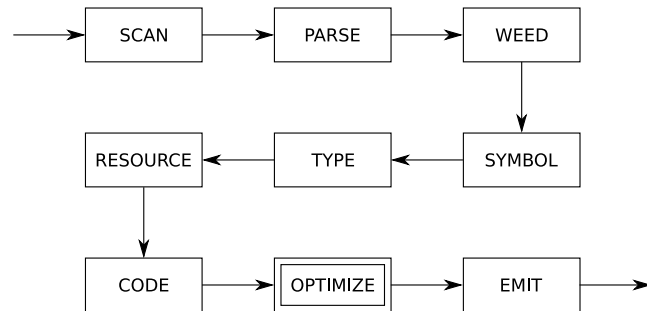 SCAN PARSE WEED
RESOURCE TYPE SYMBOL
CODE OPTIMIZE EMIT